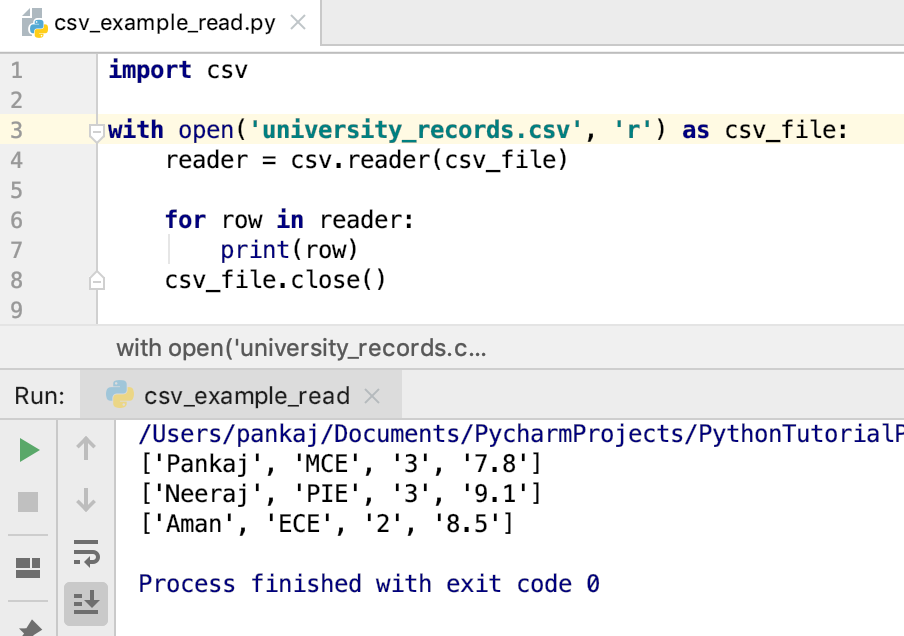 csv_example_read.py
1 import csv
2
3 with open('university_records.csv', 'r') as csv_file:
4     reader = csv.reader(csv_file)
5
6     for row in reader:
7         print(row)
8     csv_file.close()
9
with open('university_records.c...
Run: csv_example_read
/Users/pankaj/Documents/PycharmProjects/PythonTutorialP
['Pankaj', 'MCE', '3', '7.8']
['Neeraj', 'PIE', '3', '9.1']
['Aman', 'ECE', '2', '8.5']
Process finished with exit code 0